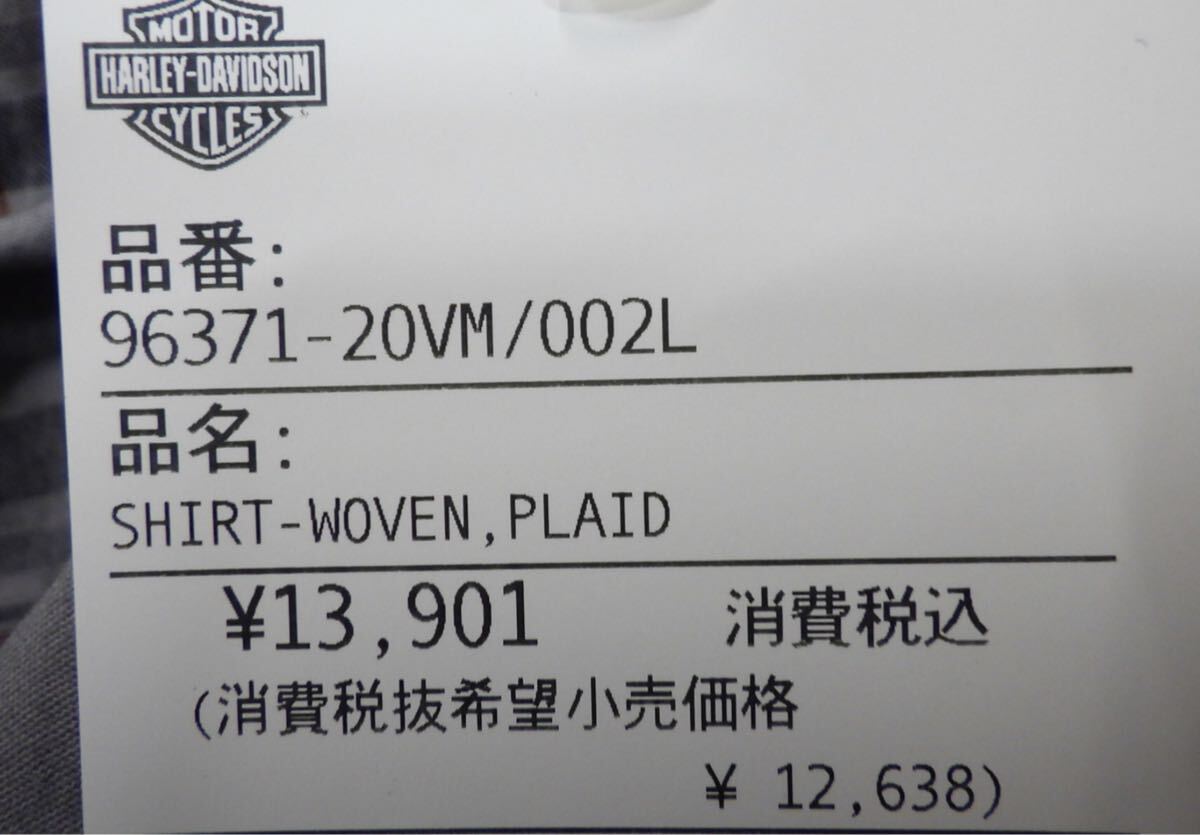 MOTOR
HARLEY-DAVIDSON
CYCLES
品番:
96371-20VM/002L
品名:
SHIRT-WOVEN,PLAID
¥13,901 消費税込
(消費税抜希望小売価格
¥ 12,638)